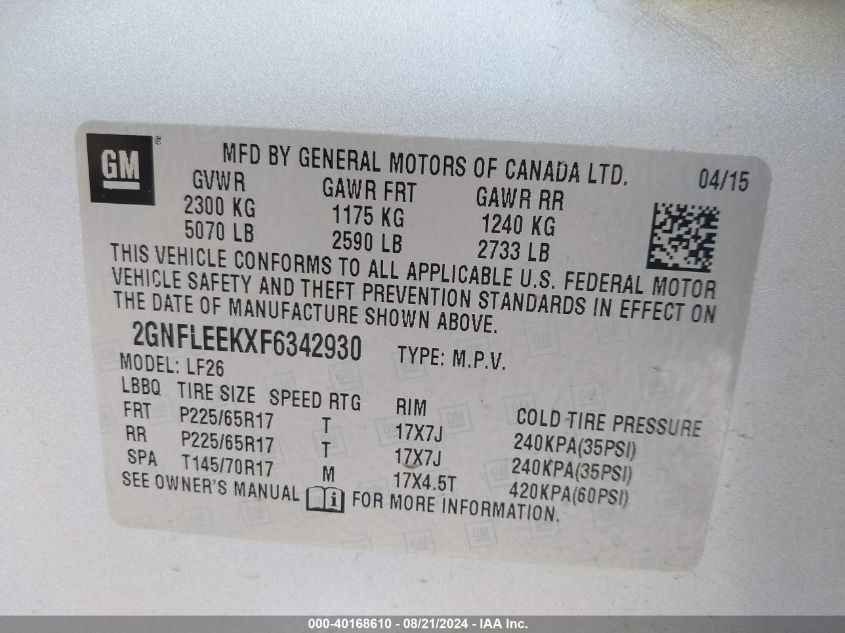 GM ®
MFD BY GENERAL MOTORS OF CANADA LTD. 04/15
GVWR GAWR FRT GAWR RR
2300 KG 1175 KG 1240 KG
5070 LB 2590 LB 2733 LB
THIS VEHICLE CONFORMS TO ALL APPLICABLE U.S. FEDERAL MOTOR
VEHICLE SAFETY AND THEFT PREVENTION STANDARDS IN EFFECT ON
THE DATE OF MANUFACTURE SHOWN ABOVE.
2GNFLEEKXF6342930 TYPE: M.P.V.
MODEL: LF26
LBBQ TIRE SIZE SPEED RTG RIM COLD TIRE PRESSURE
FRT P225/65R17 T 17X7J 240KPA(35PSI)
RR P225/65R17 T 17X7J 240KPA(35PSI)
SPA T145/70R17 M 17X4.5T 420KPA(60PSI)
SEE OWNER'S MANUAL FOR MORE INFORMATION.
000-40168610 - 08/21/2024 - IAA Inc.